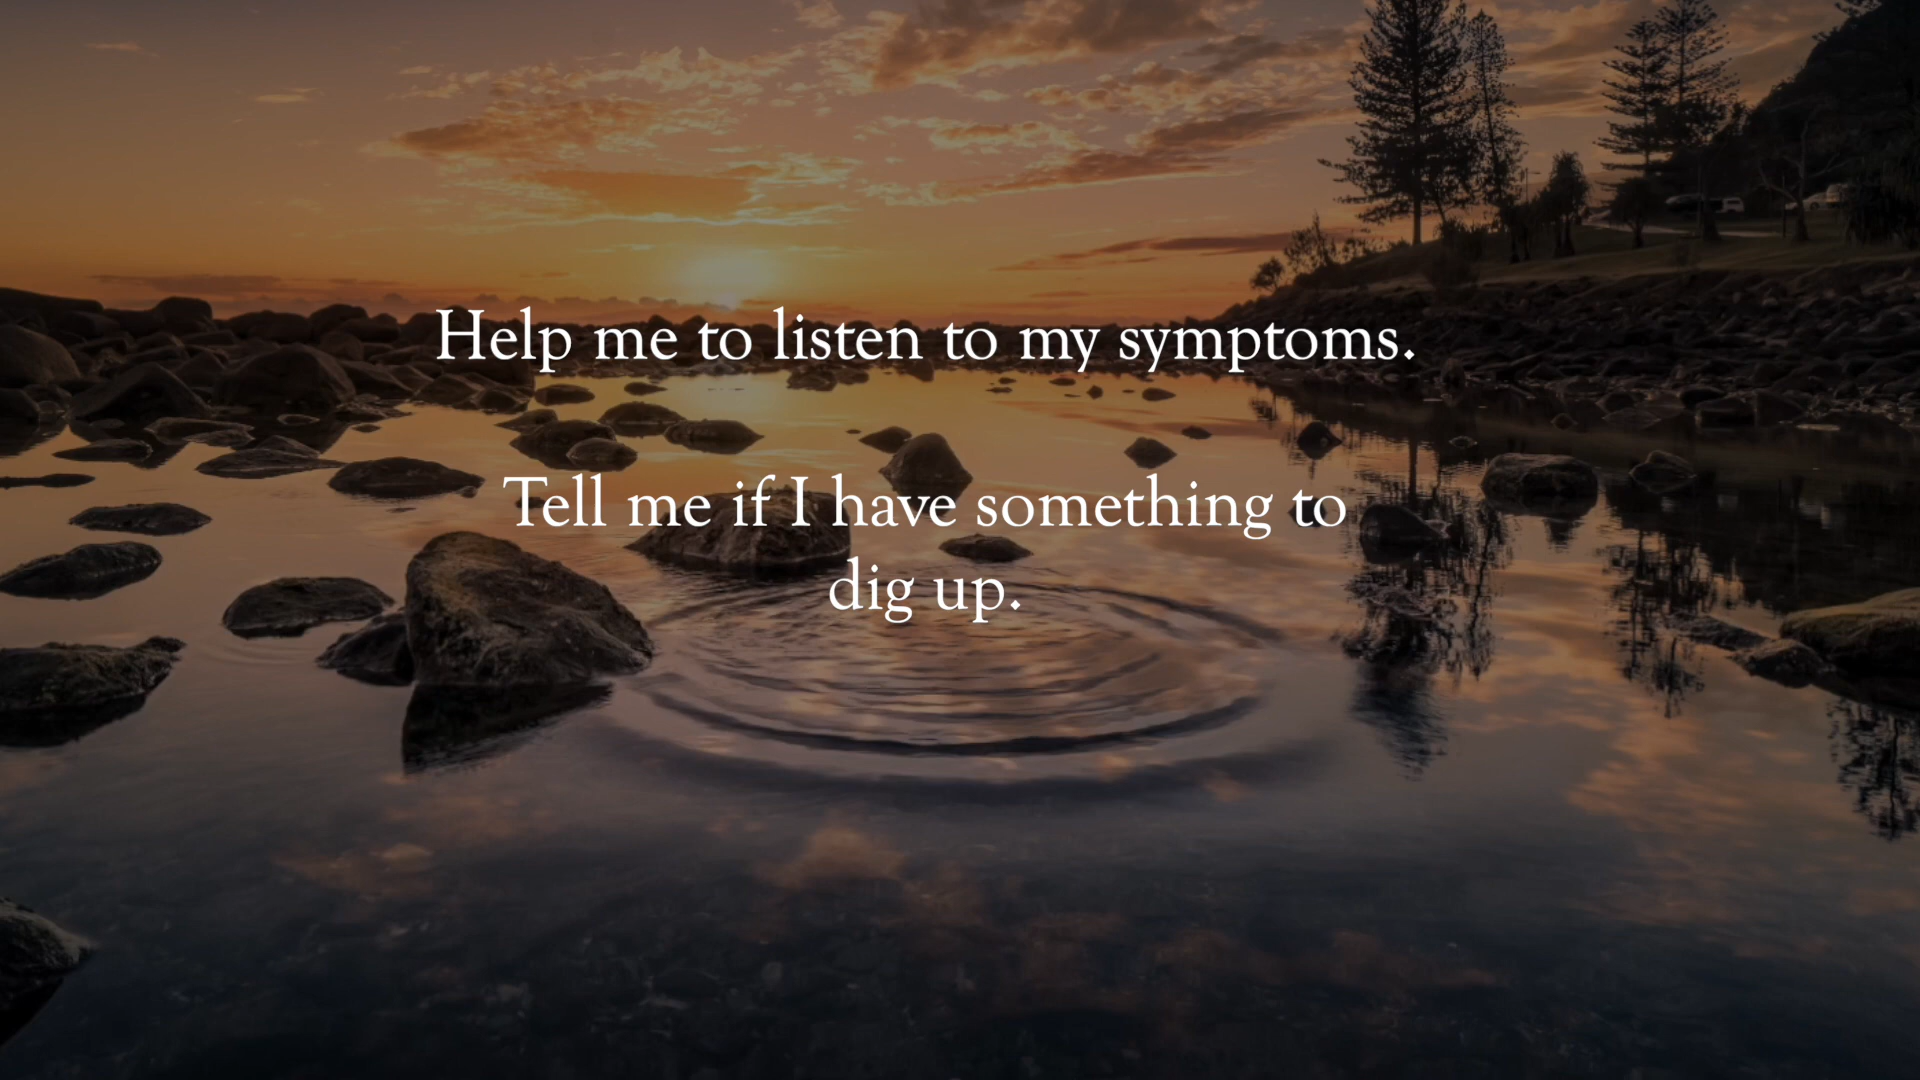 Help me to listen to my symptoms.
Tell me if I have something to
dig up.